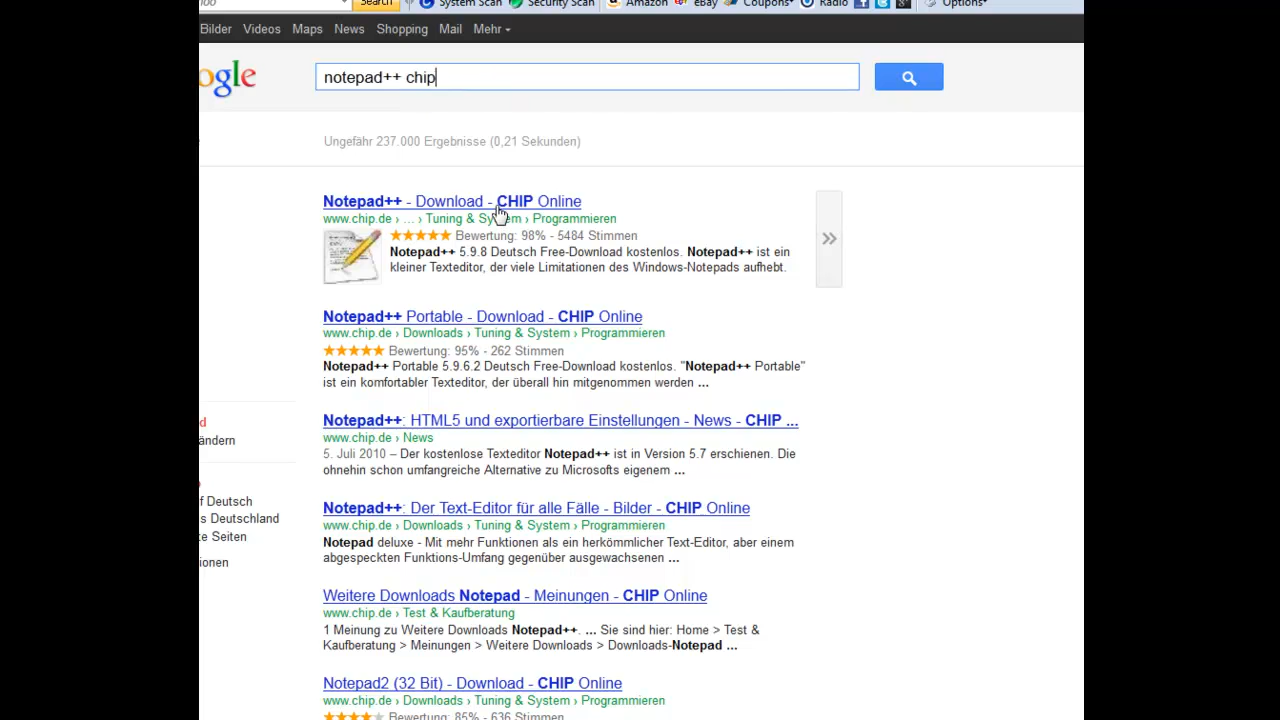 Search System Scan Security Scan Amazon eBay Coupons Radio Options
Bilder Videos Maps News Shopping Mail Mehr
ogle
notepad++ chip
Ungefähr 237.000 Ergebnisse (0,21 Sekunden)
Notepad++ - Download - CHIP Online
www.chip.de › ... › Tuning & System › Programmieren
Bewertung: 98% - 5484 Stimmen
Notepad++ 5.9.8 Deutsch Free-Download kostenlos. Notepad++ ist ein
kleiner Texteditor, der viele Limitationen des Windows-Notepads aufhebt.
Notepad++ Portable - Download - CHIP Online
www.chip.de › Downloads › Tuning & System › Programmieren
Bewertung: 95% - 262 Stimmen
Notepad++ Portable 5.9.6.2 Deutsch Free-Download kostenlos. "Notepad++ Portable"
ist ein komfortabler Texteditor, der überall hin mitgenommen werden ...
Notepad++: HTML5 und exportierbare Einstellungen - News - CHIP ...
www.chip.de › News
5. Juli 2010 – Der kostenlose Texteditor Notepad++ ist in Version 5.7 erschienen. Die
ohnehin schon umfangreiche Alternative zu Microsofts eigenem ...
d
ändern
Notepad++: Der Text-Editor für alle Fälle - Bilder - CHIP Online
www.chip.de › Downloads › Tuning & System › Programmieren
Notepad deluxe - Mit mehr Funktionen als ein herkömmlicher Text-Editor, aber einem
abgespeckten Funktions-Umfang gegenüber ausgewachsenen ...
f Deutsch
s Deutschland
te Seiten
ionen
Weitere Downloads Notepad - Meinungen - CHIP Online
www.chip.de › Test & Kaufberatung
1 Meinung zu Weitere Downloads Notepad++. ... Sie sind hier: Home > Test &
Kaufberatung > Meinungen > Weitere Downloads > Downloads-Notepad ...
Notepad2 (32 Bit) - Download - CHIP Online
www.chip.de › Downloads › Tuning & System › Programmieren
Bewertung: 85% - 636 Stimmen